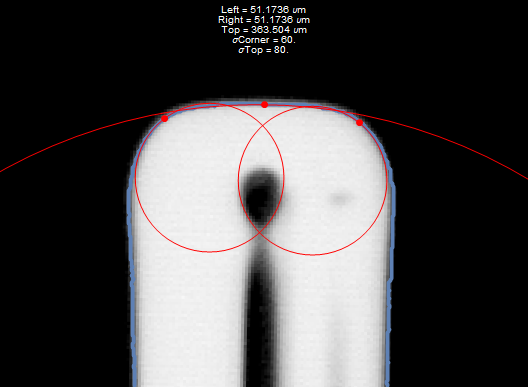 Left = 51.1736 um
Right = 51.1736 um
Top = 363.504 um
σCorner = 60.
σTop = 80.